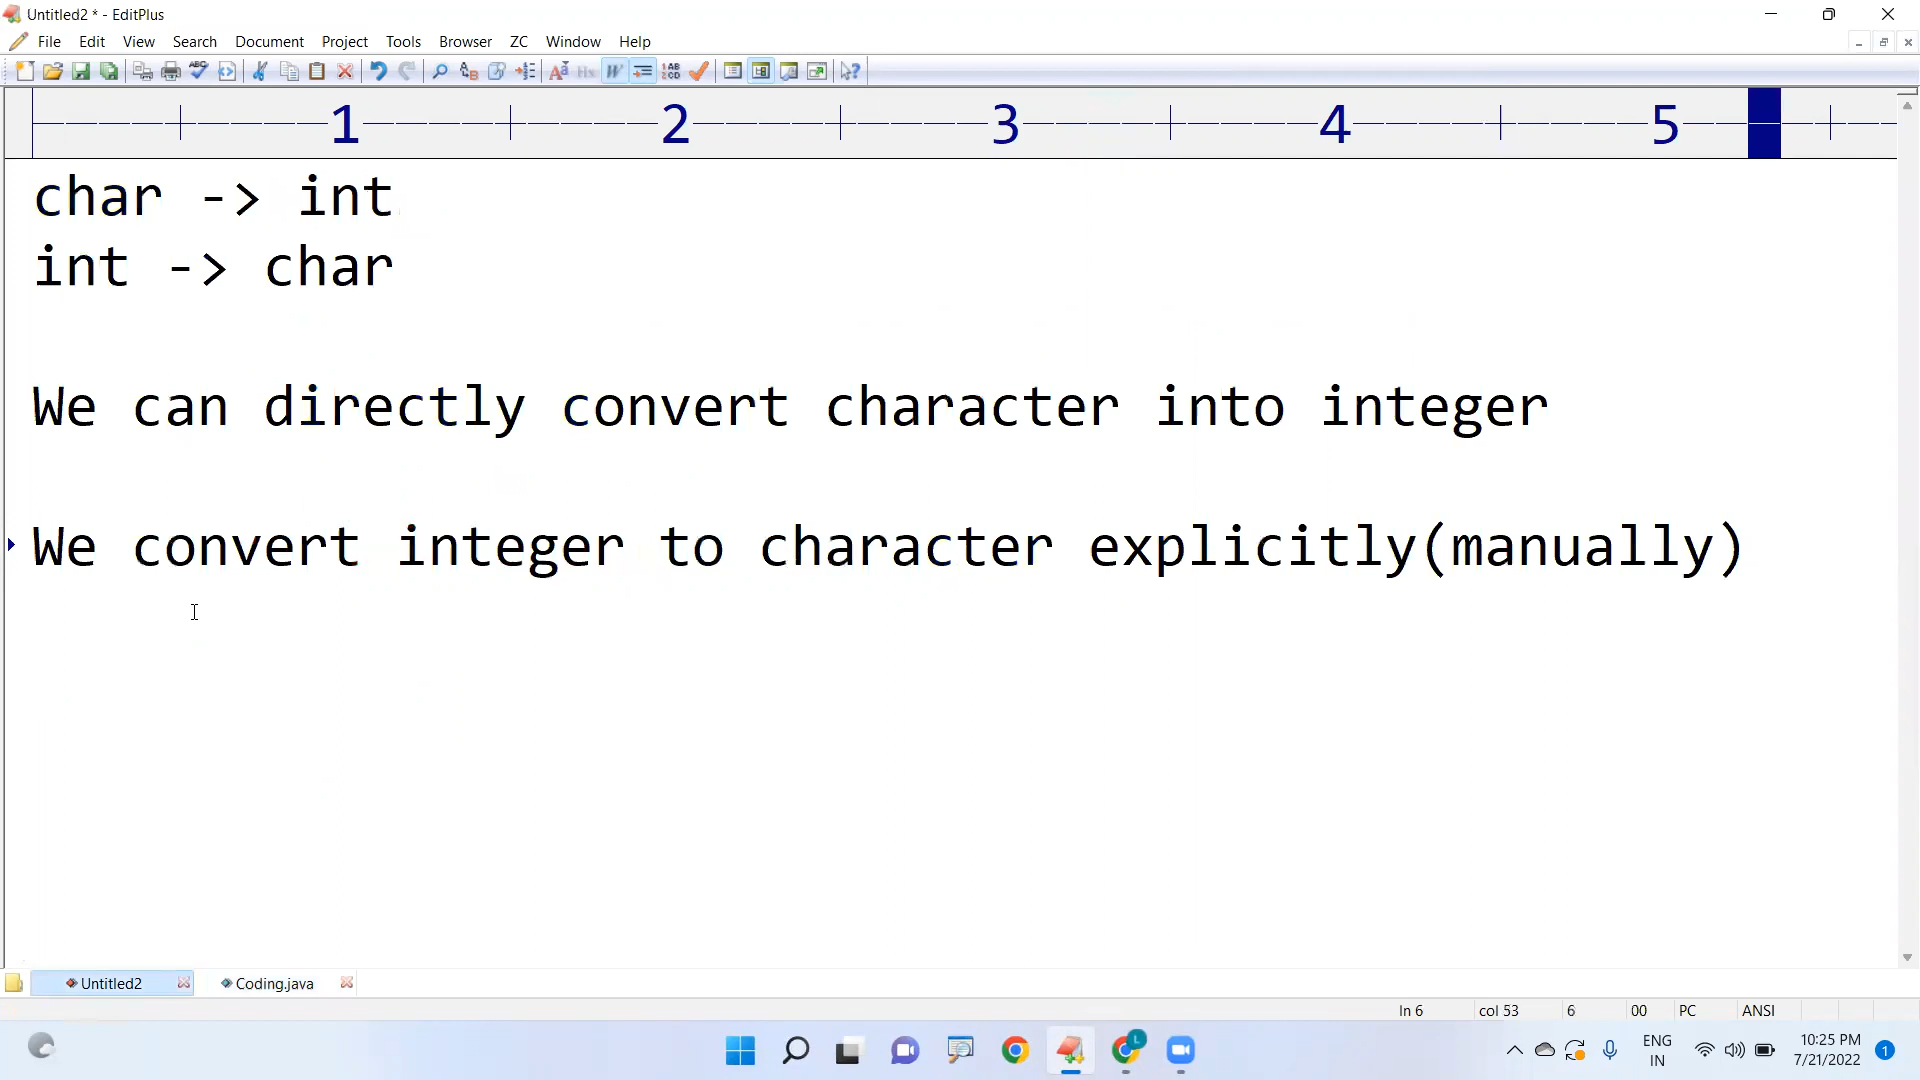 Untitled2 * - EditPlus
File Edit View Search Document Project Tools Browser ZC Window Help
1 2 3 4 5
char -> int
int -> char
We can directly convert character into integer
We convert integer to character explicitly(manually)
Untitled2 Coding.java
ln 6 col 53 6 00 PC ANSI
ENG
IN
10:25 PM
7/21/2022
1
L